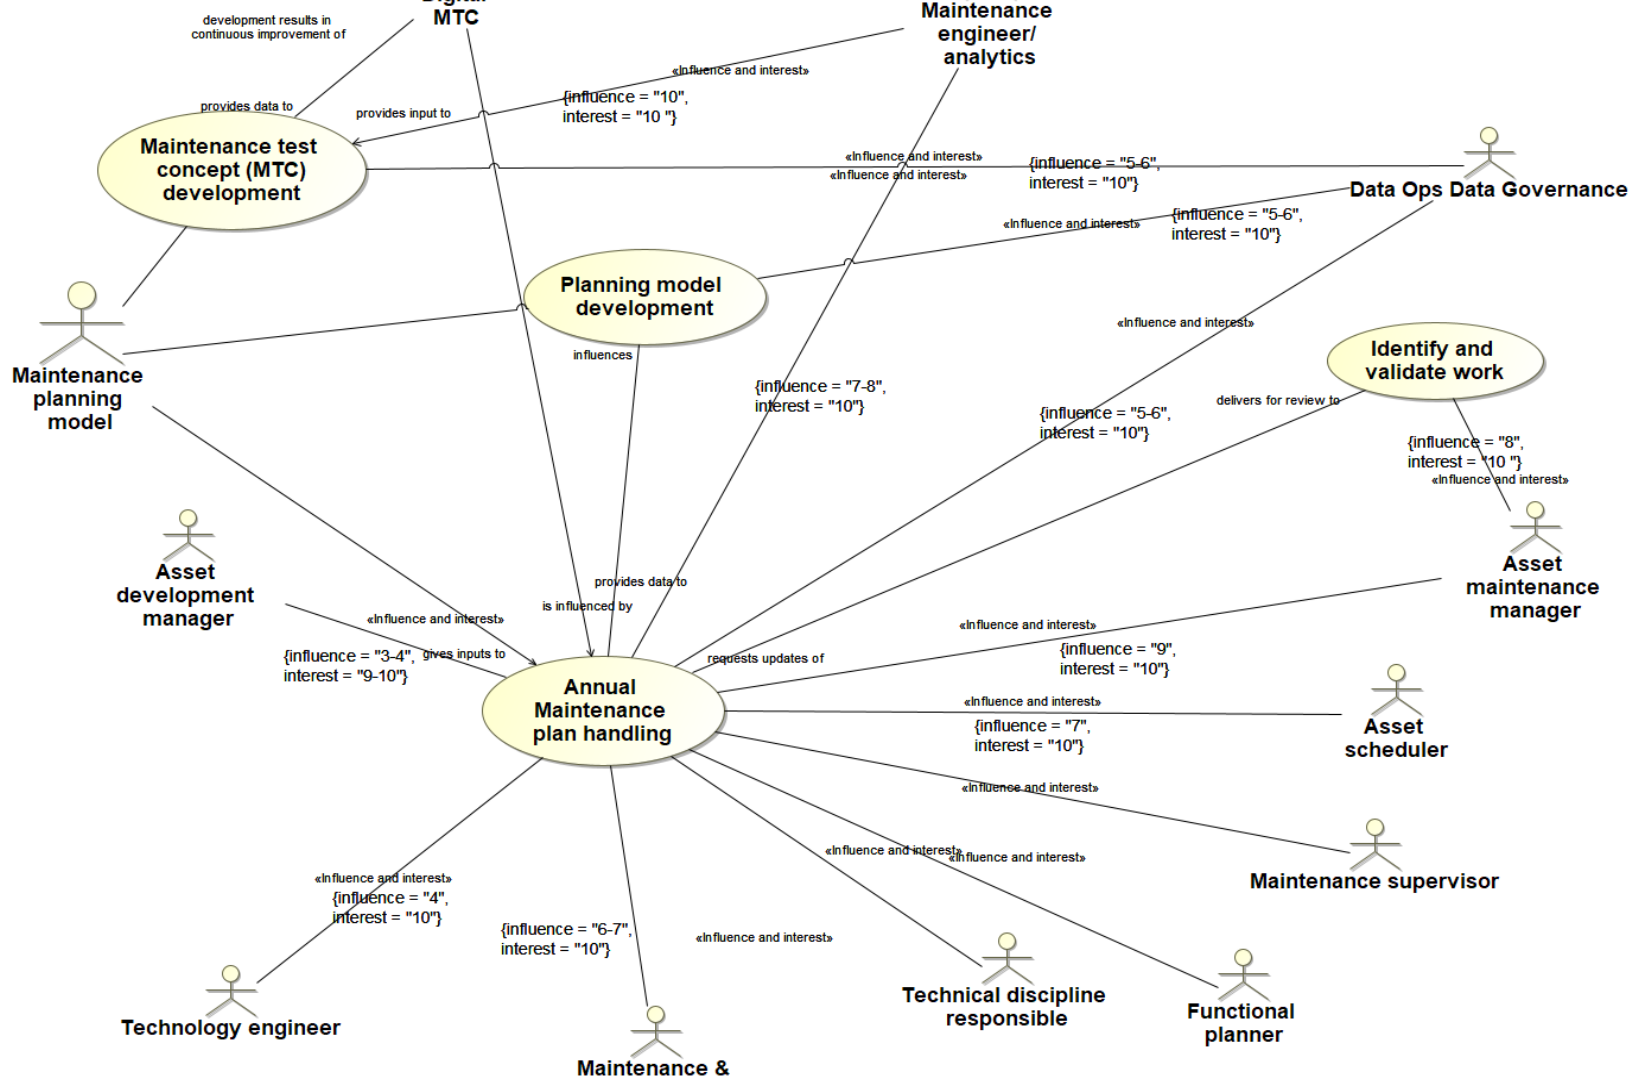 Digital
MTC
Maintenance
engineer/
analytics
development results in
continuous improvement of
«Influence and interest»
{influence = "10",
interest = "10 "}
provides data to
provides input to
Maintenance test
concept (MTC)
development
«Influence and interest»
«Influence and interest»
{influence = "5-6",
interest = "10"}
Data Ops Data Governance
«Influence and interest»
{influence = "5-6",
interest = "10"}
Planning model
development
influences
«Influence and interest»
Identify and
validate work
Maintenance
planning
model
{influence = "7-8",
interest = "10"}
{influence = "5-6",
interest = "10"}
delivers for review to
{influence = "8",
interest = "10 "}
«Influence and interest»
Asset
development
manager
Asset
maintenance
manager
provides data to
is influenced by
«Influence and interest»
{influence = "3-4",
interest = "9-10"}
gives inputs to
requests updates of
«Influence and interest»
{influence = "9",
interest = "10"}
Annual
Maintenance
plan handling
«Influence and interest»
{influence = "7",
interest = "10"}
Asset
scheduler
«Influence and interest»
«Influence and interest»
«Influence and interest»
Maintenance supervisor
«Influence and interest»
{influence = "4",
interest = "10"}
{influence = "6-7",
interest = "10"}
«Influence and interest»
Technology engineer
Maintenance &
Technical discipline
responsible
Functional
planner